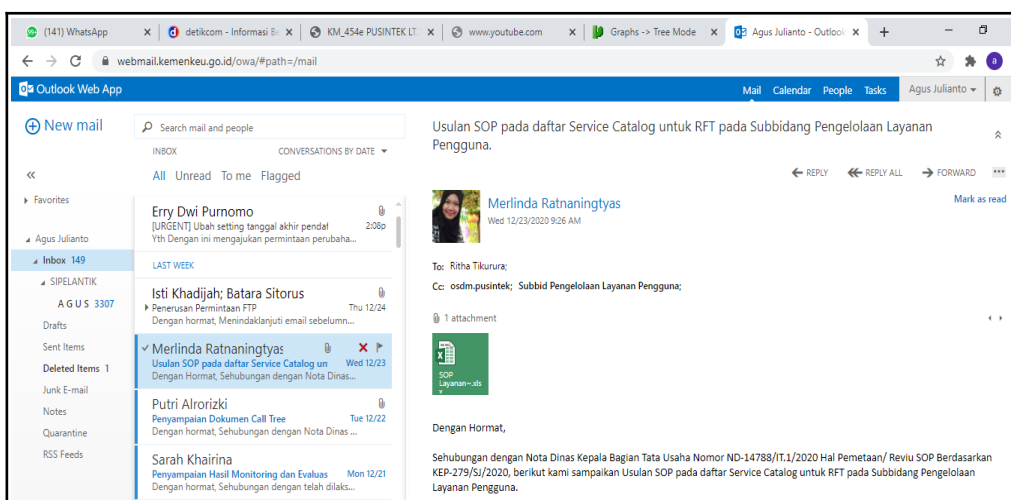 (141) WhatsApp
detikcom - Informasi Be
KM_454e PUSINTEK LT.
www.youtube.com
Graphs -> Tree Mode
Agus Julianto - Outlook
webmail.kemenkeu.go.id/owa/#path=/mail
a
Outlook Web App
Mail Calendar People Tasks Agus Julianto
New mail
Search mail and people
INBOX CONVERSATIONS BY DATE
All Unread To me Flagged
Favorites
Agus Julianto
Inbox 149
SIPELANTIK
A G U S 3307
Drafts
Sent Items
Deleted Items 1
Junk E-mail
Notes
Quarantine
RSS Feeds
Erry Dwi Purnomo
[URGENT] Ubah setting tanggal akhir pendaf 2:08p
Yth Dengan ini mengajukan permintaan perubaha...
LAST WEEK
Isti Khadijah; Batara Sitorus
Penerusan Permintaan FTP Thu 12/24
Dengan hormat, Menindaklanjuti email sebelumn...
Merlinda Ratnaningtyas
Usulan SOP pada daftar Service Catalog un Wed 12/23
Dengan Hormat, Sehubungan dengan Nota Dinas...
Putri Alrorizki
Penyampaian Dokumen Call Tree Tue 12/22
Dengan hormat, Sehubungan dengan Nota Dinas ...
Sarah Khairina
Penyampaian Hasil Monitoring dan Evaluas Mon 12/21
Dengan hormat, Sehubungan dengan telah dilaks...
Usulan SOP pada daftar Service Catalog untuk RFT pada Subbidang Pengelolaan Layanan
Pengguna.
REPLY REPLY ALL FORWARD
Mark as read
Merlinda Ratnaningtyas
Wed 12/23/2020 9:26 AM
To: Ritha Tikurura;
Cc: osdm.pusintek; Subbid Pengelolaan Layanan Pengguna;
1 attachment
SOP
Layanan~.xls
x
Dengan Hormat,
Sehubungan dengan Nota Dinas Kepala Bagian Tata Usaha Nomor ND-14788/IT.1/2020 Hal Pemetaan/ Reviu SOP Berdasarkan
KEP-279/SJ/2020, berikut kami sampaikan Usulan SOP pada daftar Service Catalog untuk RFT pada Subbidang Pengelolaan
Layanan Pengguna.